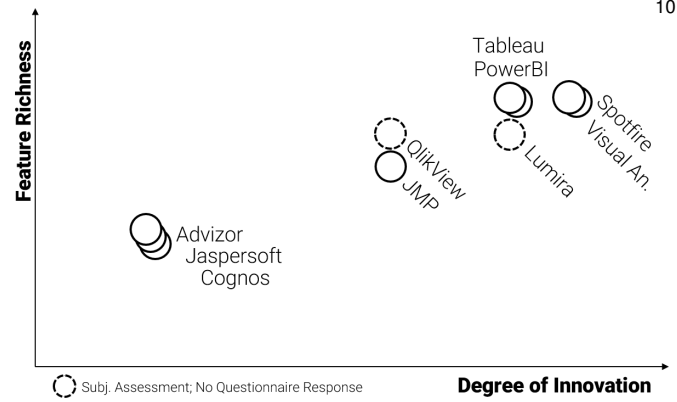 10
Feature Richness
Tableau
PowerBI
Spotfire
Visual An.
Lumira
QlikView
JMP
Advizor
Jaspersoft
Cognos
Subj. Assessment; No Questionnaire Response
Degree of Innovation